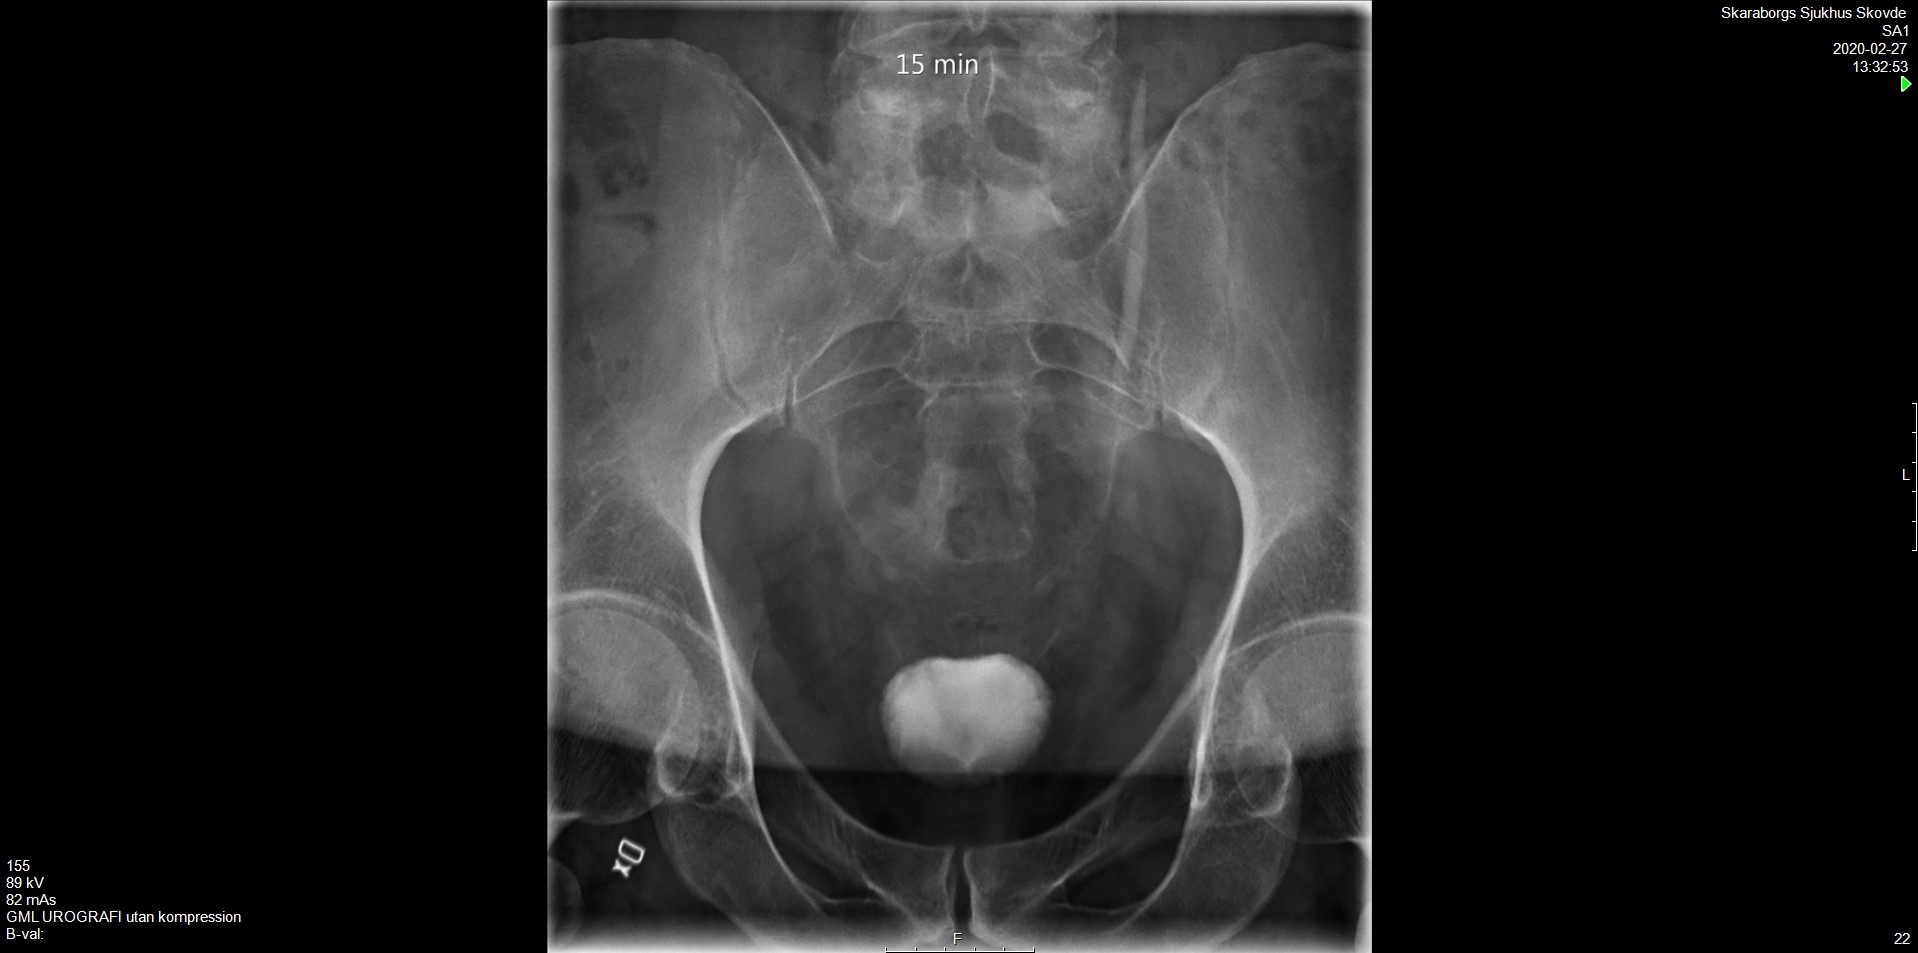 Skaraborgs Sjukhus Skovde
SA1
2020-02-27
13:32:53
15 min
L
155
89 kV
82 mAs
GML UROGRAFI utan kompression
B-val:
F
22